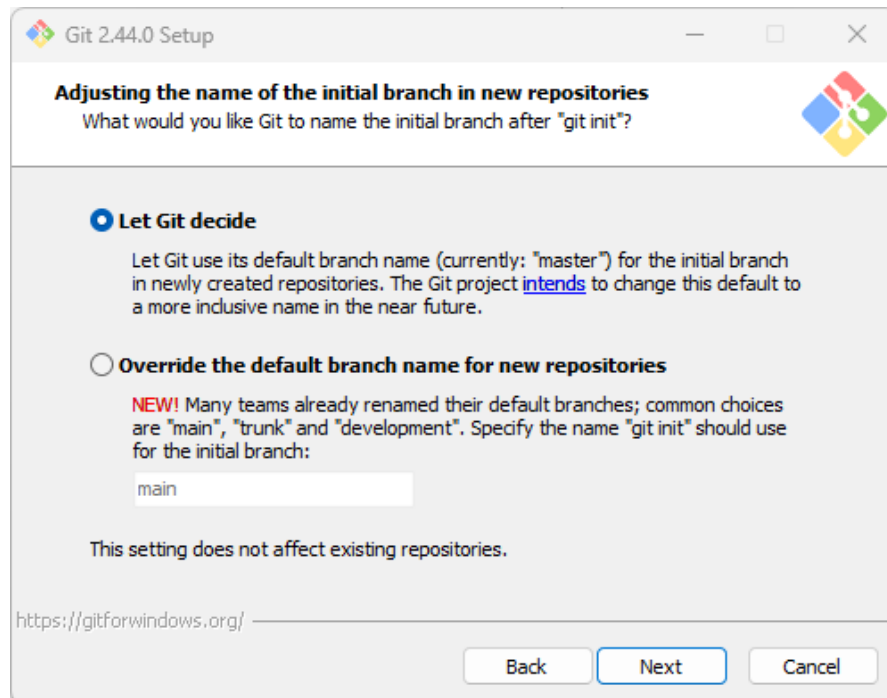 Git 2.44.0 Setup
Adjusting the name of the initial branch in new repositories
What would you like Git to name the initial branch after "git init"?
Let Git decide
Let Git use its default branch name (currently: "master") for the initial branch
in newly created repositories. The Git project intends to change this default to
a more inclusive name in the near future.
Override the default branch name for new repositories
NEW! Many teams already renamed their default branches; common choices
are "main", "trunk" and "development". Specify the name "git init" should use
for the initial branch:
main
This setting does not affect existing repositories.
https://gitforwindows.org/
Back Next Cancel